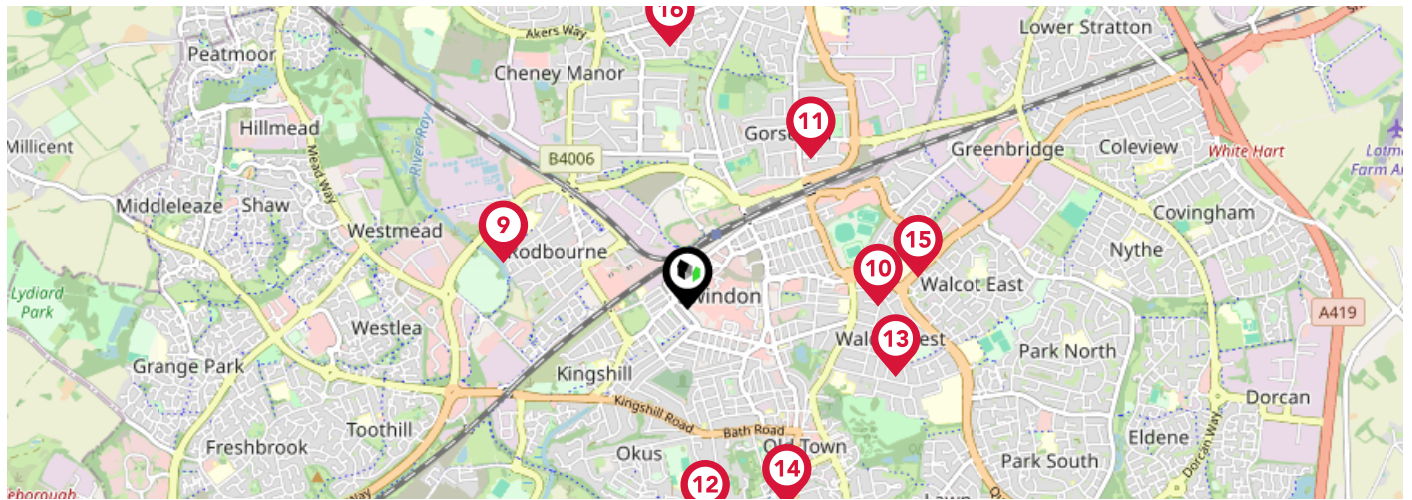 16
Akers Way
Lower Stratton
Peatmoor
Cheney Manor
11
Gorse
Hillmead
Millicent
River Ray
B4006
Greenbridge
Coleview
White Hart
Mead Way
Middleleaze
Shaw
Covingham
9
Westmead
Rodbourne
15
Nythe
10
Walcot East
Lydiard
Park
windon
A419
Westlea
13
Park North
Grange Park
Kingshill
Dorcan
Kingshill Road
Freshbrook
Toothill
Bath Road
Old Town
Okus
Eldene
Dorcan Way
Park South
14
12
Way
Lawn